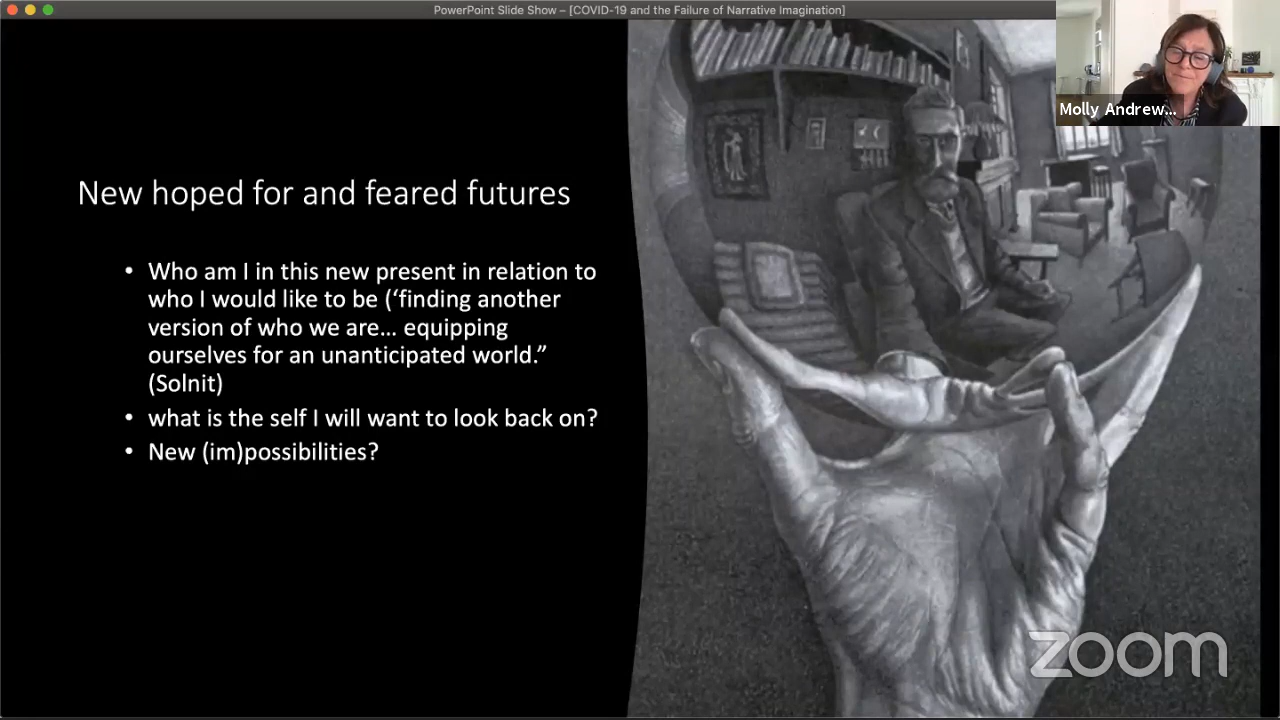 PowerPoint Slide Show – [COVID-19 and the Failure of Narrative Imagination]
Molly Andrew...
New hoped for and feared futures
• Who am I in this new present in relation to
who I would like to be (‘finding another
version of who we are... equipping
ourselves for an unanticipated world.”
(Solnit)
• what is the self I will want to look back on?
• New (im)possibilities?
zoom